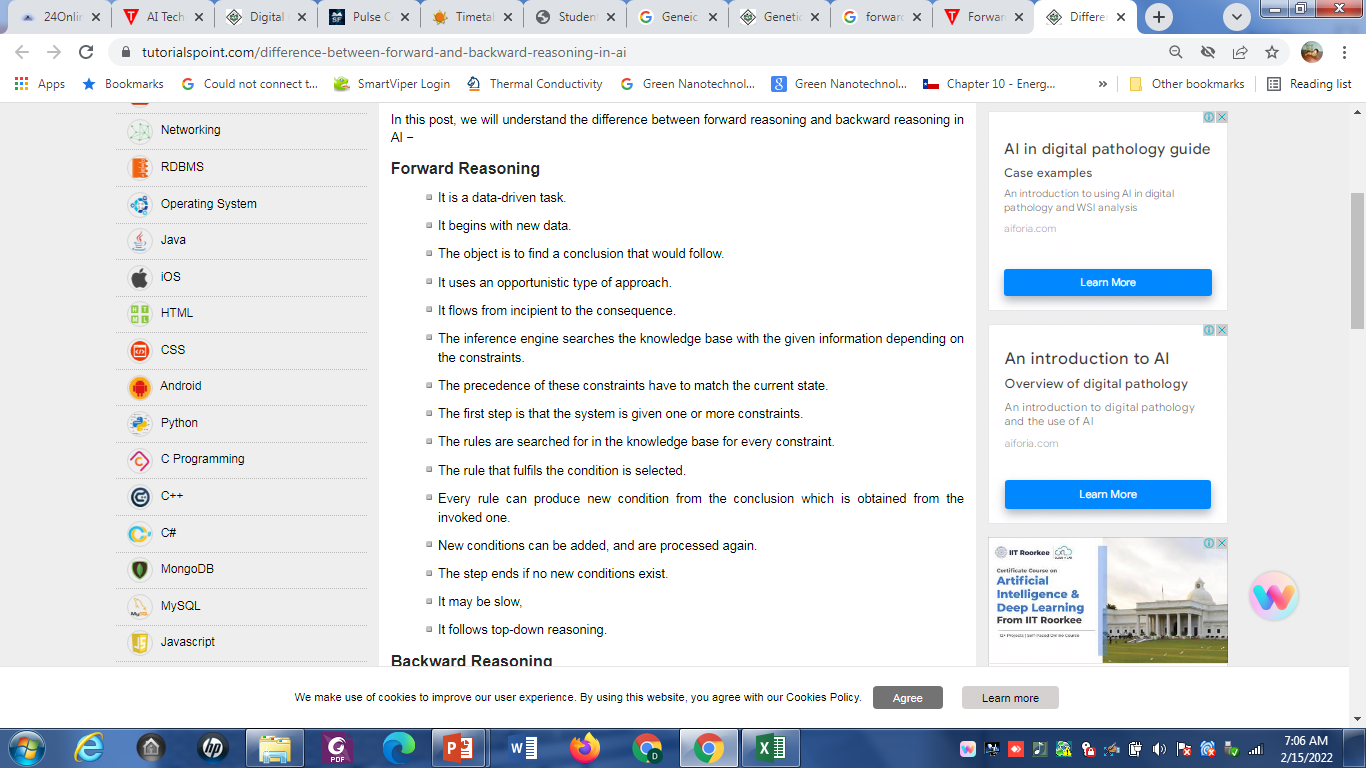 24Onlin
AI Tech
Digital
Pulse C
Timetal
Student
Geneic
Genetic
forward
Forwar
Differe
tutorialspoint.com/difference-between-forward-and-backward-reasoning-in-ai
Apps
Bookmarks
Could not connect t...
SmartViper Login
Thermal Conductivity
Green Nanotechnol...
Green Nanotechnol...
Chapter 10 - Energ...
»
Other bookmarks
Reading list
Networking
RDBMS
Operating System
Java
iOS
HTML
CSS
Android
Python
C Programming
C++
C#
MongoDB
MySQL
Javascript
In this post, we will understand the difference between forward reasoning and backward reasoning in
AI −
Forward Reasoning
It is a data-driven task.
It begins with new data.
The object is to find a conclusion that would follow.
It uses an opportunistic type of approach.
It flows from incipient to the consequence.
The inference engine searches the knowledge base with the given information depending on
the constraints.
The precedence of these constraints have to match the current state.
The first step is that the system is given one or more constraints.
The rules are searched for in the knowledge base for every constraint.
The rule that fulfils the condition is selected.
Every rule can produce new condition from the conclusion which is obtained from the
invoked one.
New conditions can be added, and are processed again.
The step ends if no new conditions exist.
It may be slow,
It follows top-down reasoning.
Backward Reasoning
AI in digital pathology guide
Case examples
An introduction to using AI in digital
pathology and WSI analysis
aiforia.com
Learn More
An introduction to AI
Overview of digital pathology
An introduction to digital pathology
and the use of AI
aiforia.com
Learn More
IIT Roorkee
Certificate Course on
Artificial
Intelligence &
Deep Learning
From IIT Roorkee
We make use of cookies to improve our user experience. By using this website, you agree with our Cookies Policy.
Agree
Learn more
PDF
7:06 AM
2/15/2022